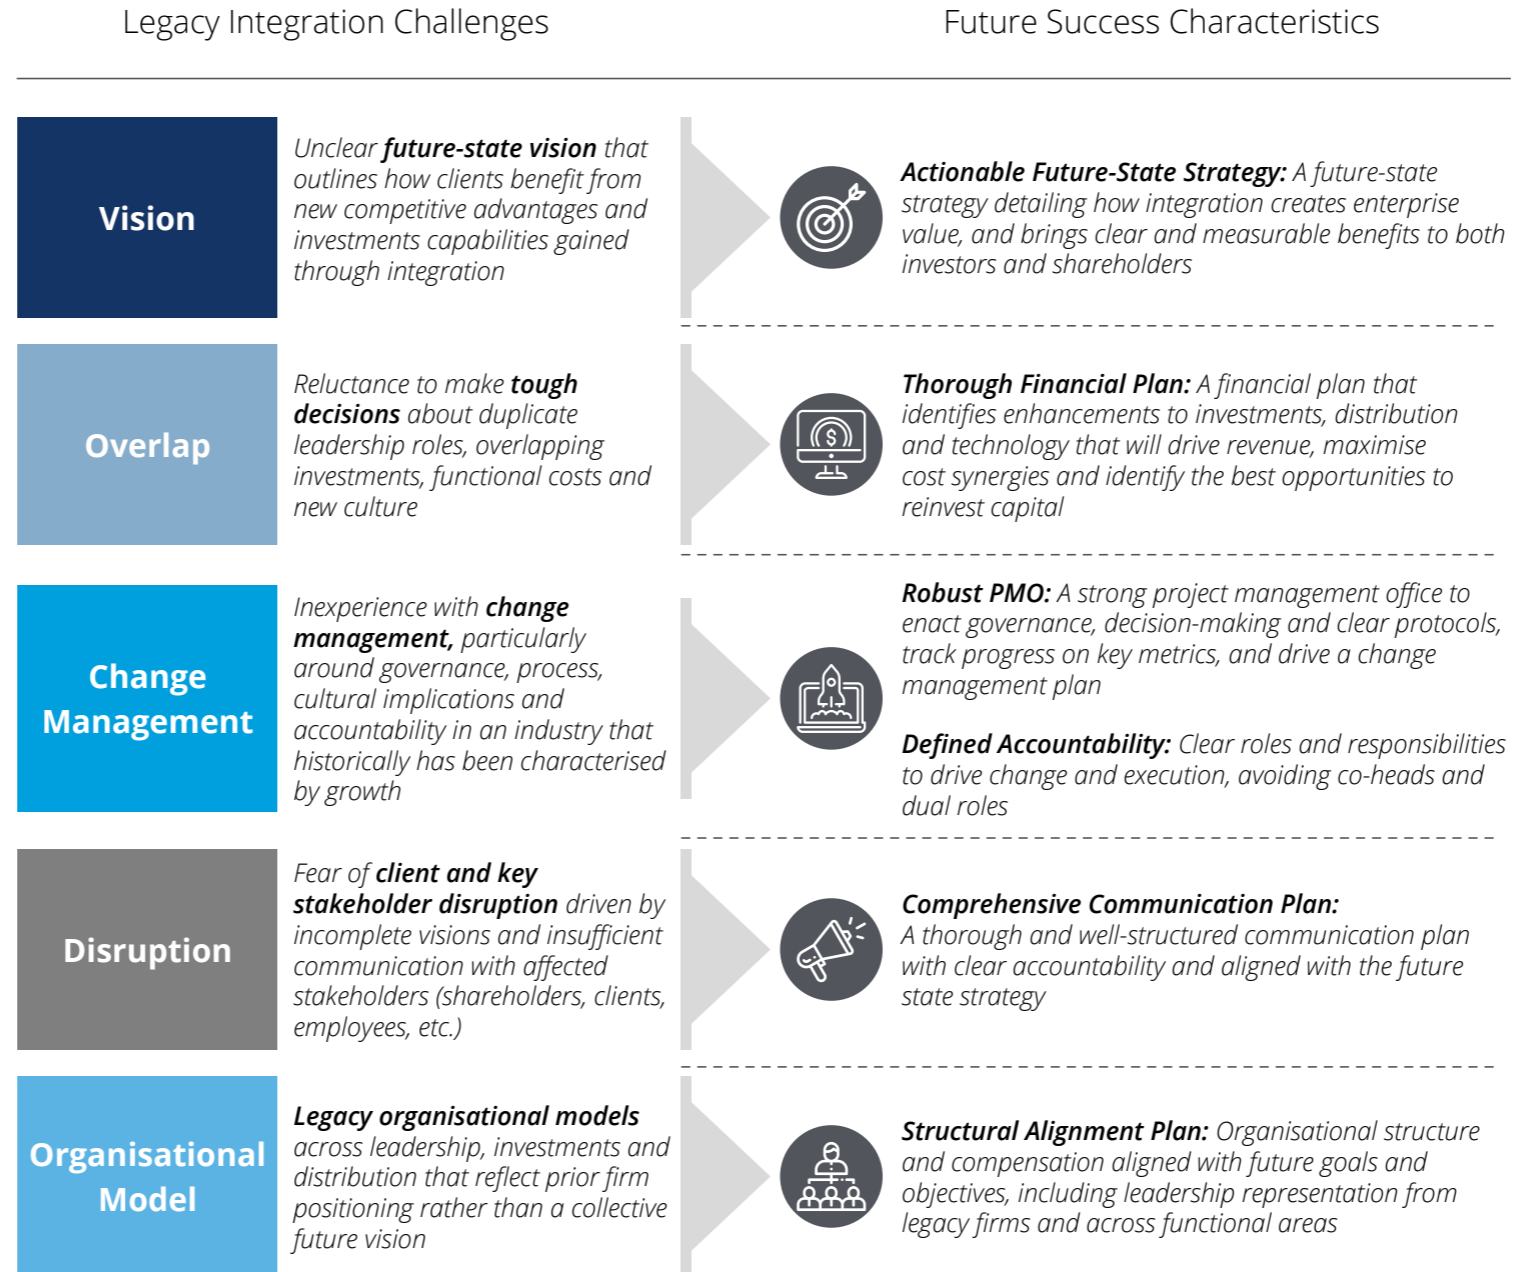 Legacy Integration Challenges
Future Success Characteristics
Vision
Unclear future-state vision that
outlines how clients benefit from
new competitive advantages and
investments capabilities gained
through integration
Actionable Future-State Strategy: A future-state
strategy detailing how integration creates enterprise
value, and brings clear and measurable benefits to both
investors and shareholders
Overlap
Reluctance to make tough
decisions about duplicate
leadership roles, overlapping
investments, functional costs and
new culture
Thorough Financial Plan: A financial plan that
identifies enhancements to investments, distribution
and technology that will drive revenue, maximise
cost synergies and identify the best opportunities to
reinvest capital
Change
Management
Inexperience with change
management, particularly
around governance, process,
cultural implications and
accountability in an industry that
historically has been characterised
by growth
Robust PMO: A strong project management office to
enact governance, decision-making and clear protocols,
track progress on key metrics, and drive a change
management plan
Defined Accountability: Clear roles and responsibilities
to drive change and execution, avoiding co-heads and
dual roles
Disruption
Fear of client and key
stakeholder disruption driven by
incomplete visions and insufficient
communication with affected
stakeholders (shareholders, clients,
employees, etc.)
Comprehensive Communication Plan:
A thorough and well-structured communication plan
with clear accountability and aligned with the future
state strategy
Organisational
Model
Legacy organisational models
across leadership, investments and
distribution that reflect prior firm
positioning rather than a collective
future vision
Structural Alignment Plan: Organisational structure
and compensation aligned with future goals and
objectives, including leadership representation from
legacy firms and across functional areas